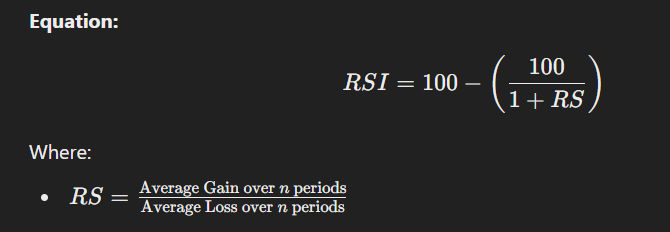 Equation:
RSI = 100 − (100 / (1 + RS))
Where:
• RS = Average Gain over n periods / Average Loss over n periods